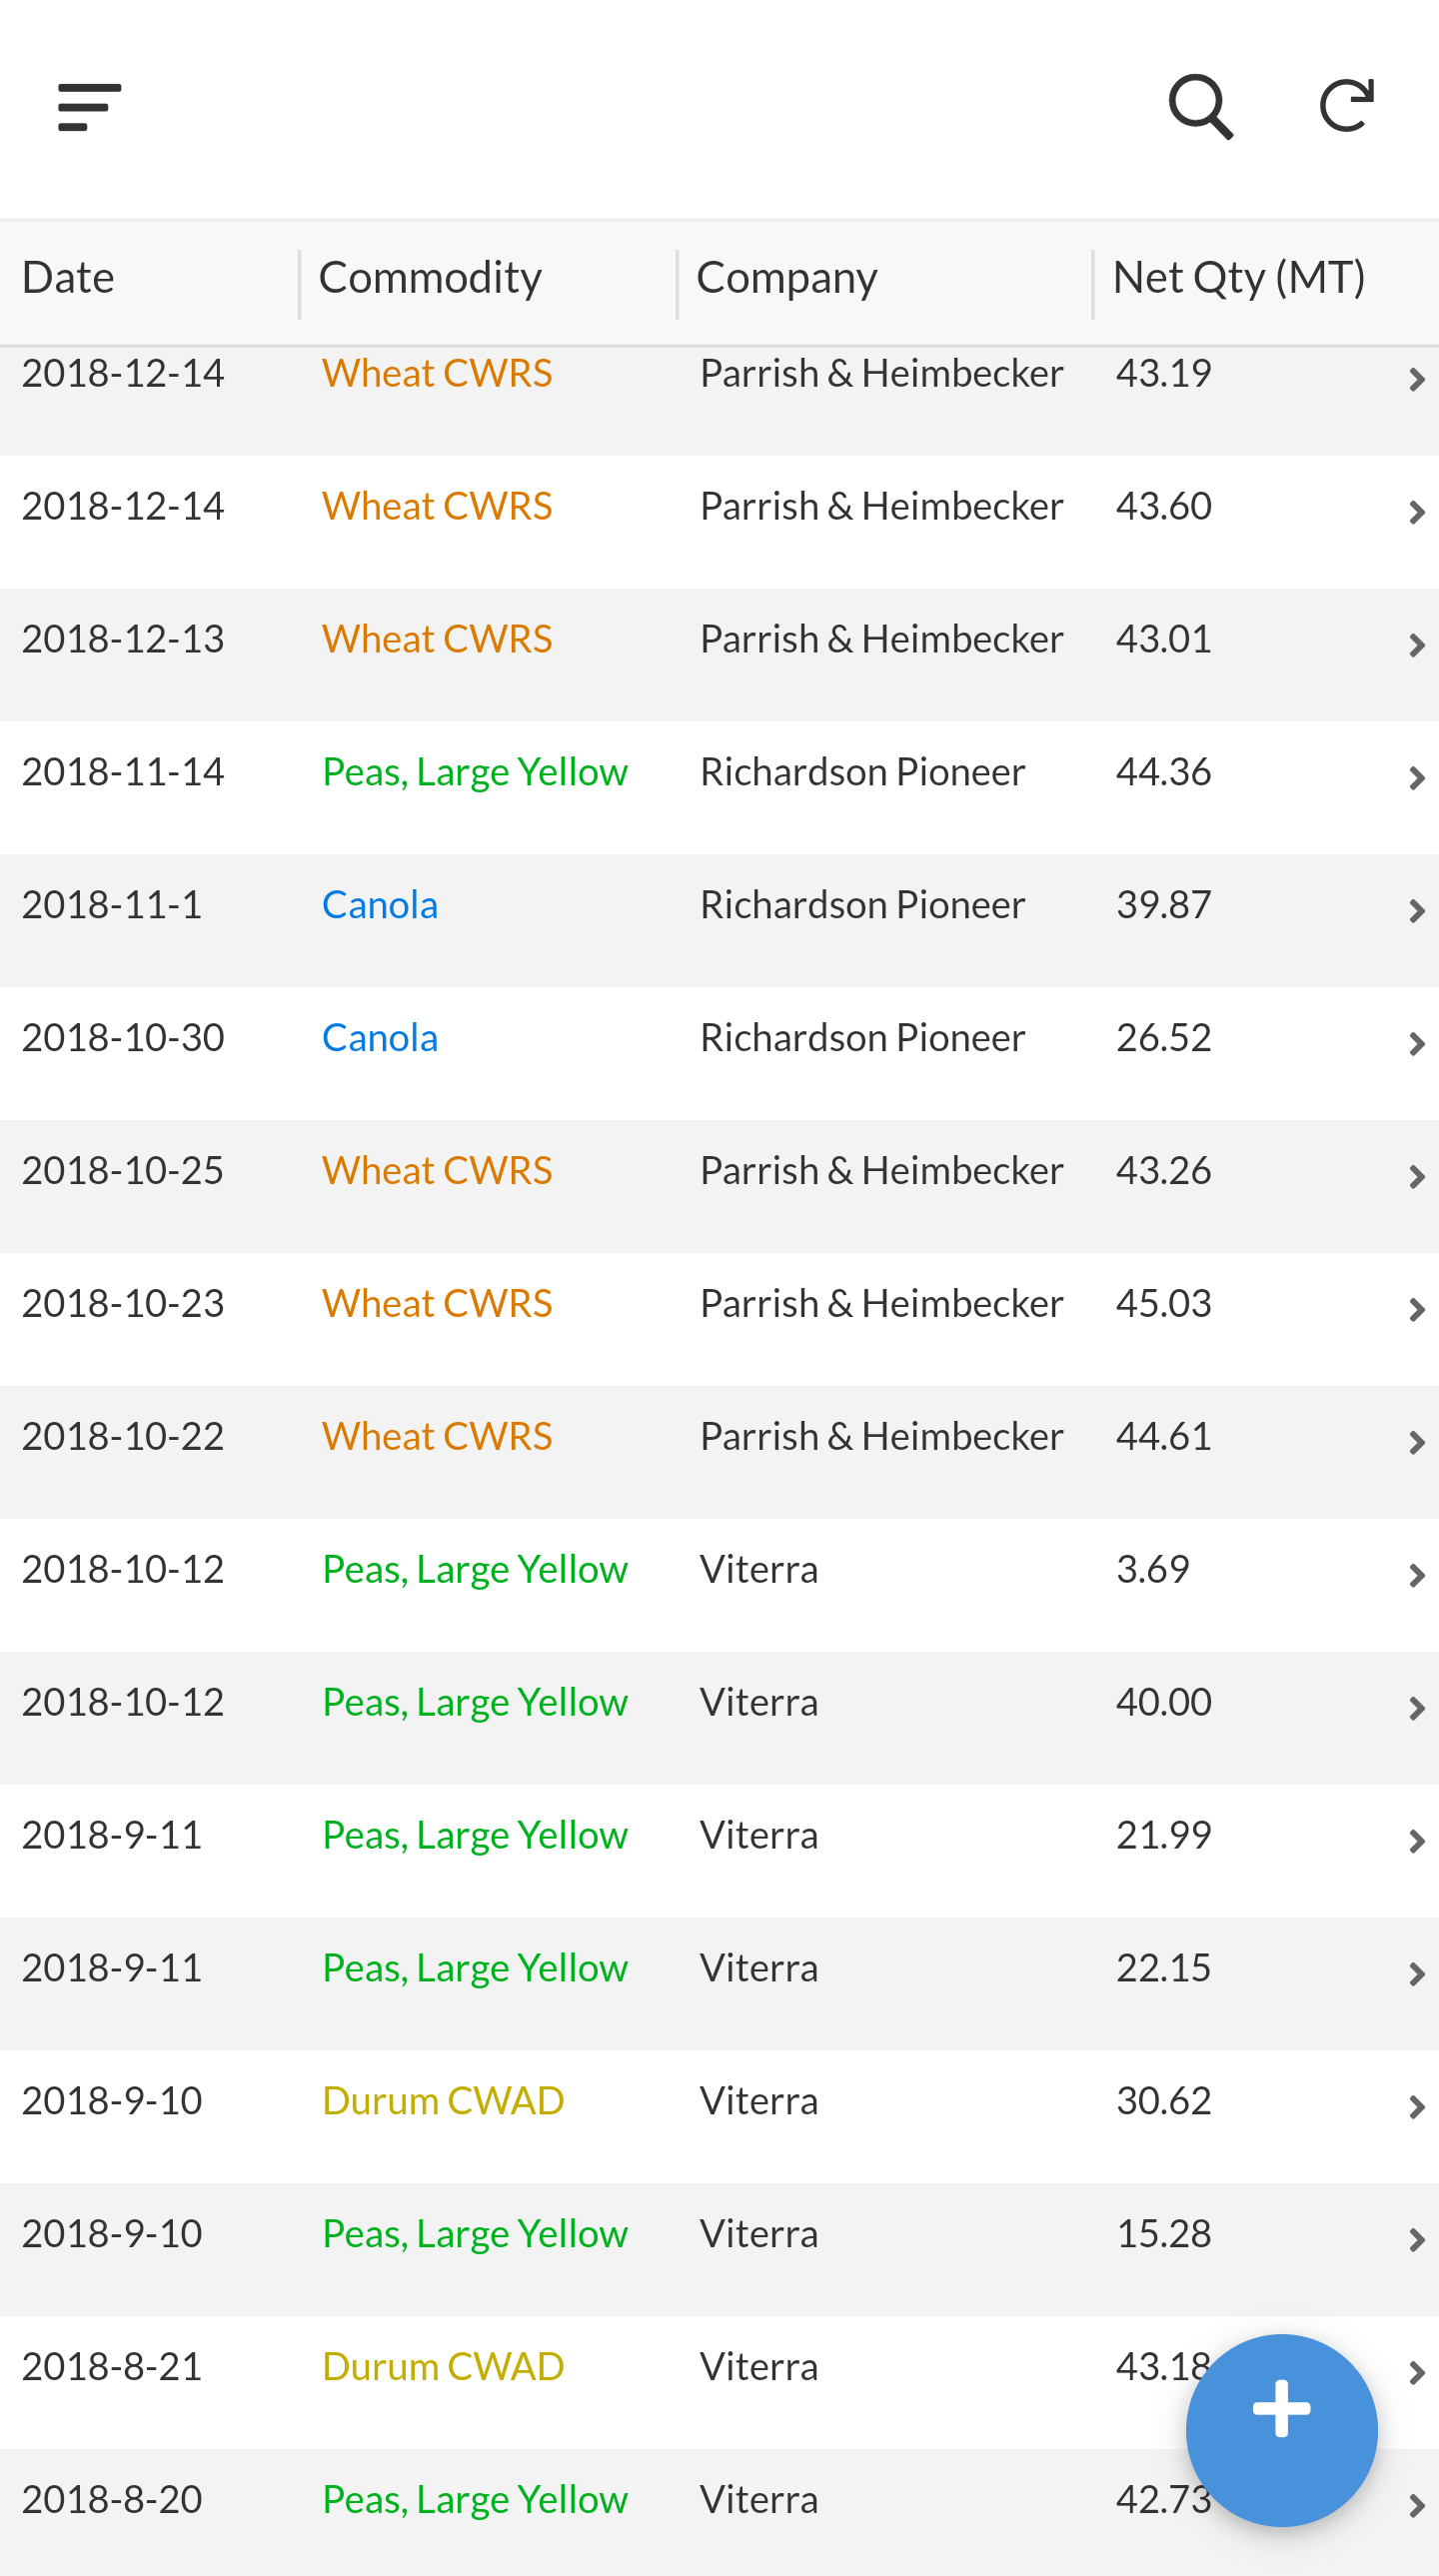 Date Commodity Company Net Qty (MT)
2018-12-14 Wheat CWRS Parrish & Heimbecker 43.19
2018-12-14 Wheat CWRS Parrish & Heimbecker 43.60
2018-12-13 Wheat CWRS Parrish & Heimbecker 43.01
2018-11-14 Peas, Large Yellow Richardson Pioneer 44.36
2018-11-1 Canola Richardson Pioneer 39.87
2018-10-30 Canola Richardson Pioneer 26.52
2018-10-25 Wheat CWRS Parrish & Heimbecker 43.26
2018-10-23 Wheat CWRS Parrish & Heimbecker 45.03
2018-10-22 Wheat CWRS Parrish & Heimbecker 44.61
2018-10-12 Peas, Large Yellow Viterra 3.69
2018-10-12 Peas, Large Yellow Viterra 40.00
2018-9-11 Peas, Large Yellow Viterra 21.99
2018-9-11 Peas, Large Yellow Viterra 22.15
2018-9-10 Durum CWAD Viterra 30.62
2018-9-10 Peas, Large Yellow Viterra 15.28
2018-8-21 Durum CWAD Viterra 43.18
2018-8-20 Peas, Large Yellow Viterra 42.73